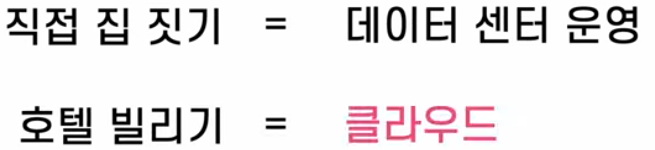 직접 집 짓기 = 데이터 센터 운영
호텔 빌리기 = 클라우드